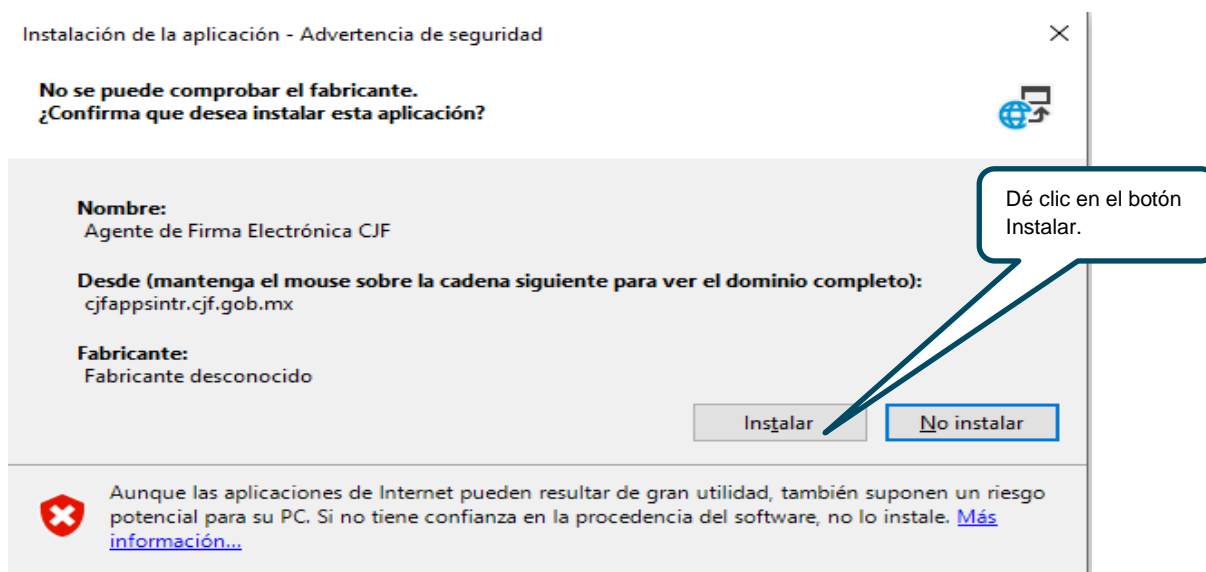 Instalación de la aplicación - Advertencia de seguridad
No se puede comprobar el fabricante.
¿Confirma que desea instalar esta aplicación?
Dé clic en el botón
Instalar.
Nombre:
Agente de Firma Electrónica CJF
Desde (mantenga el mouse sobre la cadena siguiente para ver el dominio completo):
cjfappsintr.cjf.gob.mx
Fabricante:
Fabricante desconocido
Instalar
No instalar
Aunque las aplicaciones de Internet pueden resultar de gran utilidad, también suponen un riesgo
potencial para su PC. Si no tiene confianza en la procedencia del software, no lo instale. Más
información...